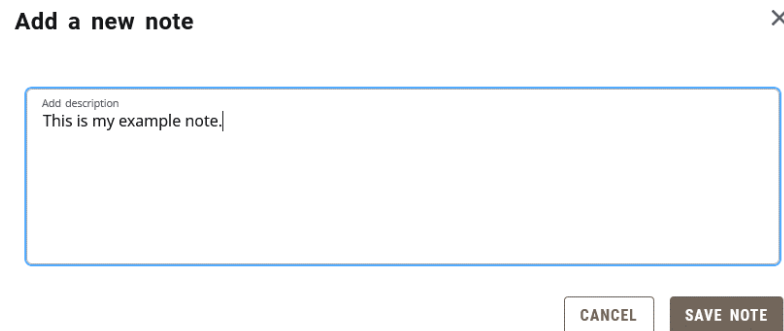 Add a new note
Add description
This is my example note.
CANCEL
SAVE NOTE